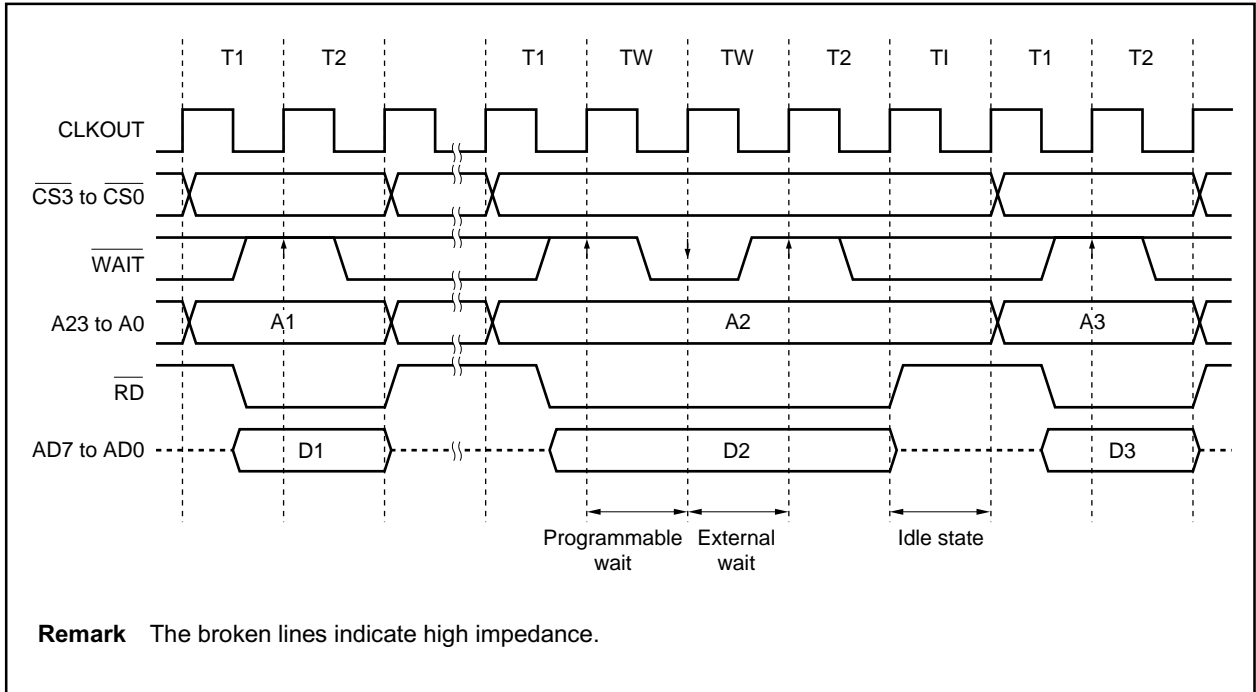 T1 T2 T1 TW TW T2 TI T1 T2
CLKOUT
CS3 to CS0
WAIT
A23 to A0 A1 A2 A3
RD
AD7 to AD0 D1 D2 D3
Programmable wait
External wait
Idle state
Remark The broken lines indicate high impedance.